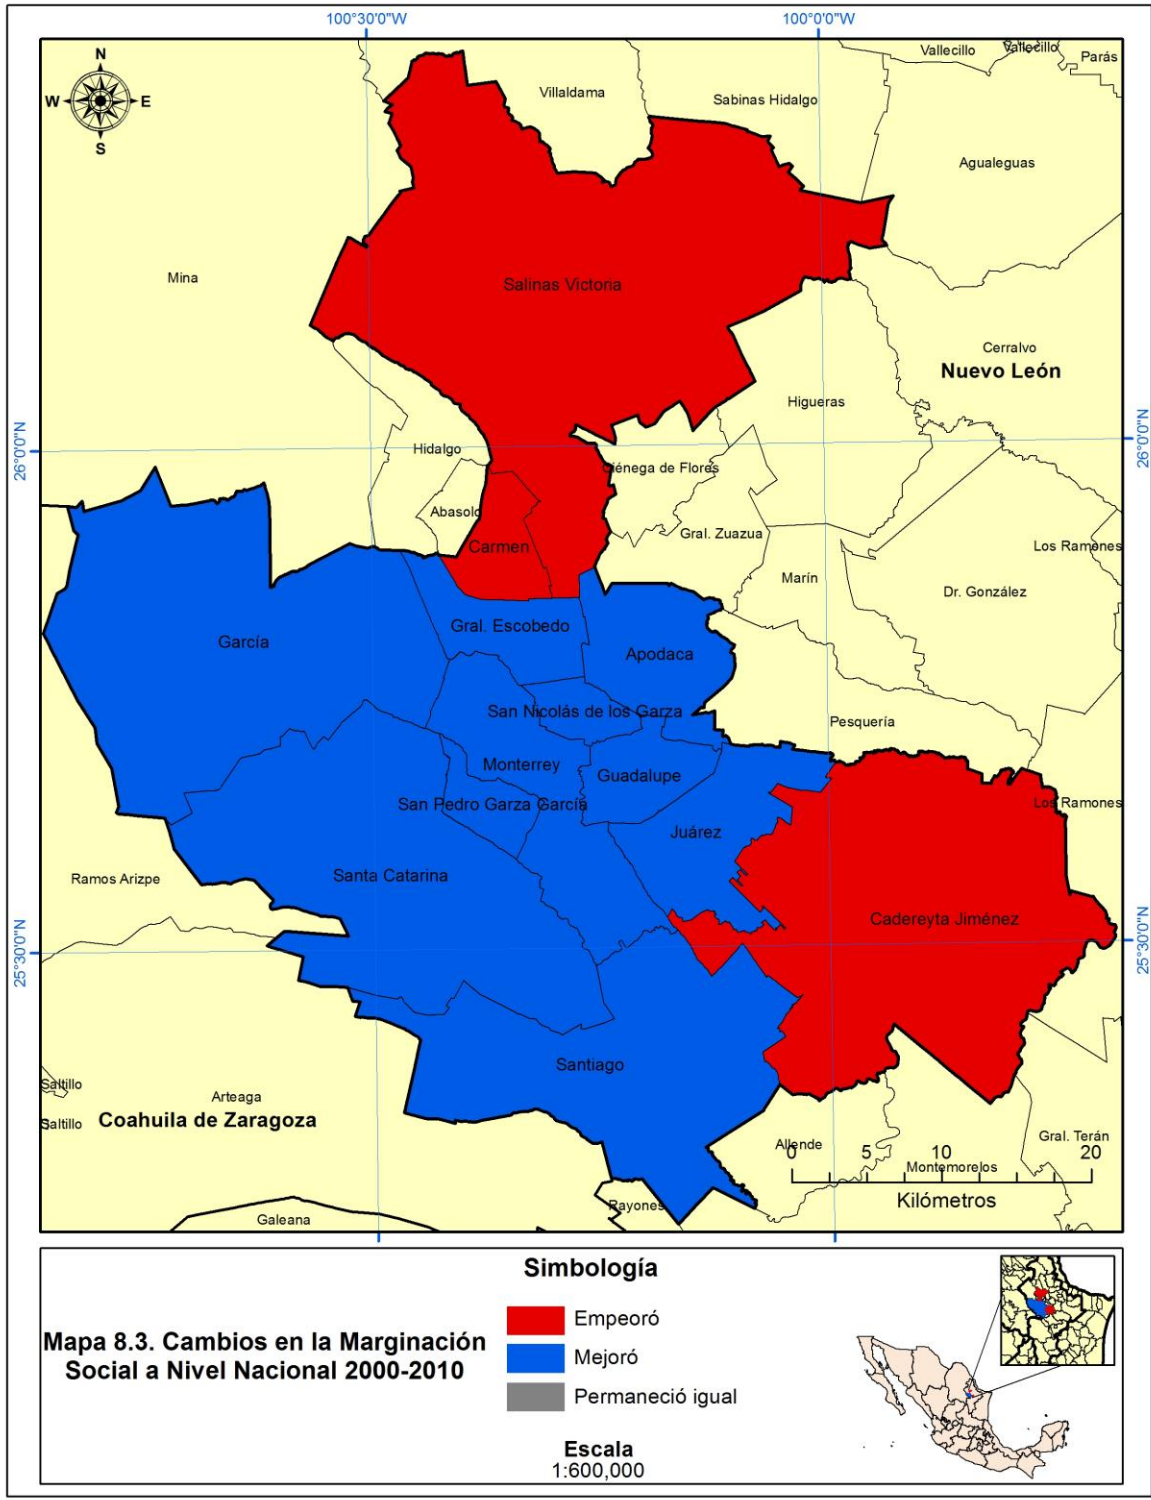 100°30'0"W
100°0'0"W
N
W
E
S
Villaldama
Sabinas Hidalgo
Vallecillo
Vallecillo
Parás
Agualeguas
Mina
Salinas Victoria
Cerralvo
Nuevo León
Higueras
26°0'0"N
26°0'0"N
Hidalgo
Ciénega de Flores
Abasolo
Carmen
Gral. Zuazua
Los Ramones
Marín
Dr. González
García
Gral. Escobedo
Apodaca
San Nicolás de los Garza
Pesquería
Monterrey
Guadalupe
San Pedro Garza García
Los Ramones
Juárez
Ramos Arizpe
Santa Catarina
Cadereyta Jiménez
25°30'0"N
25°30'0"N
Santiago
Saltillo
Arteaga
Saltillo
Coahuila de Zaragoza
Allende
Gral. Terán
0 5 10 20
Montemorelos
Kilómetros
Rayones
Galeana
Simbología
Empeoró
Mejoró
Permaneció igual
Mapa 8.3. Cambios en la Marginación
Social a Nivel Nacional 2000-2010
Escala
1:600,000